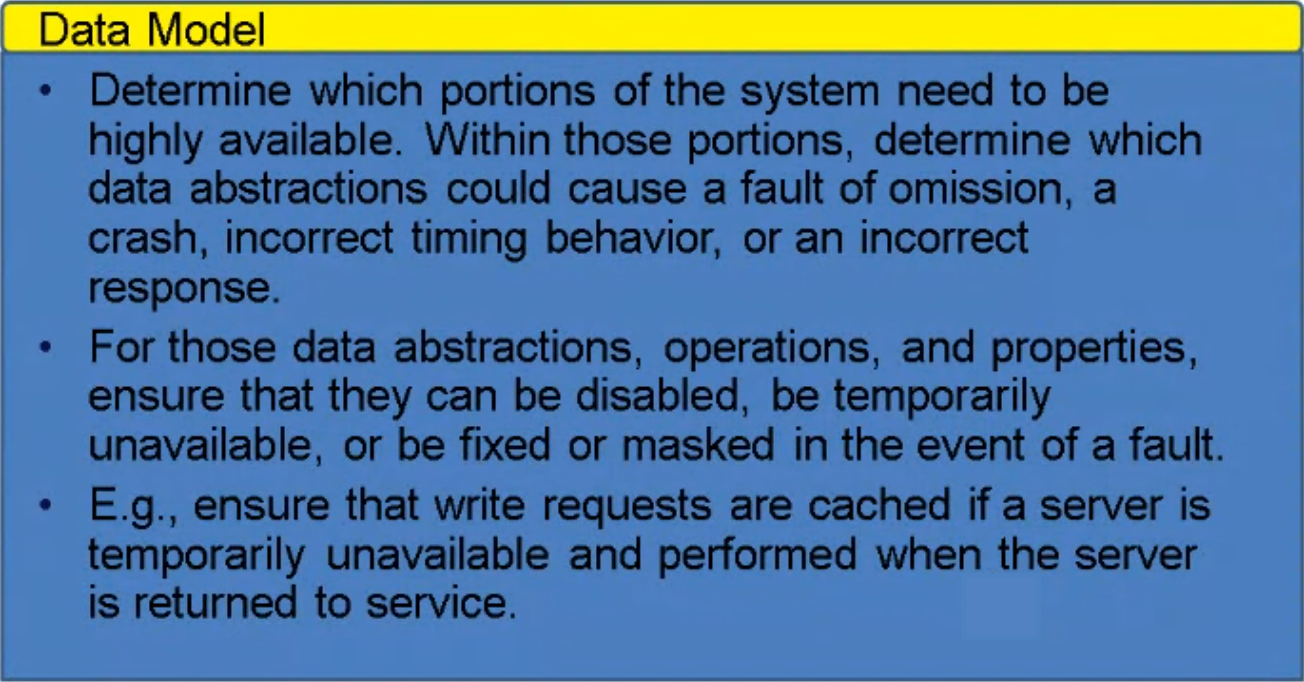 Data Model
• Determine which portions of the system need to be
highly available. Within those portions, determine which
data abstractions could cause a fault of omission, a
crash, incorrect timing behavior, or an incorrect
response.
• For those data abstractions, operations, and properties,
ensure that they can be disabled, be temporarily
unavailable, or be fixed or masked in the event of a fault.
• E.g., ensure that write requests are cached if a server is
temporarily unavailable and performed when the server
is returned to service.